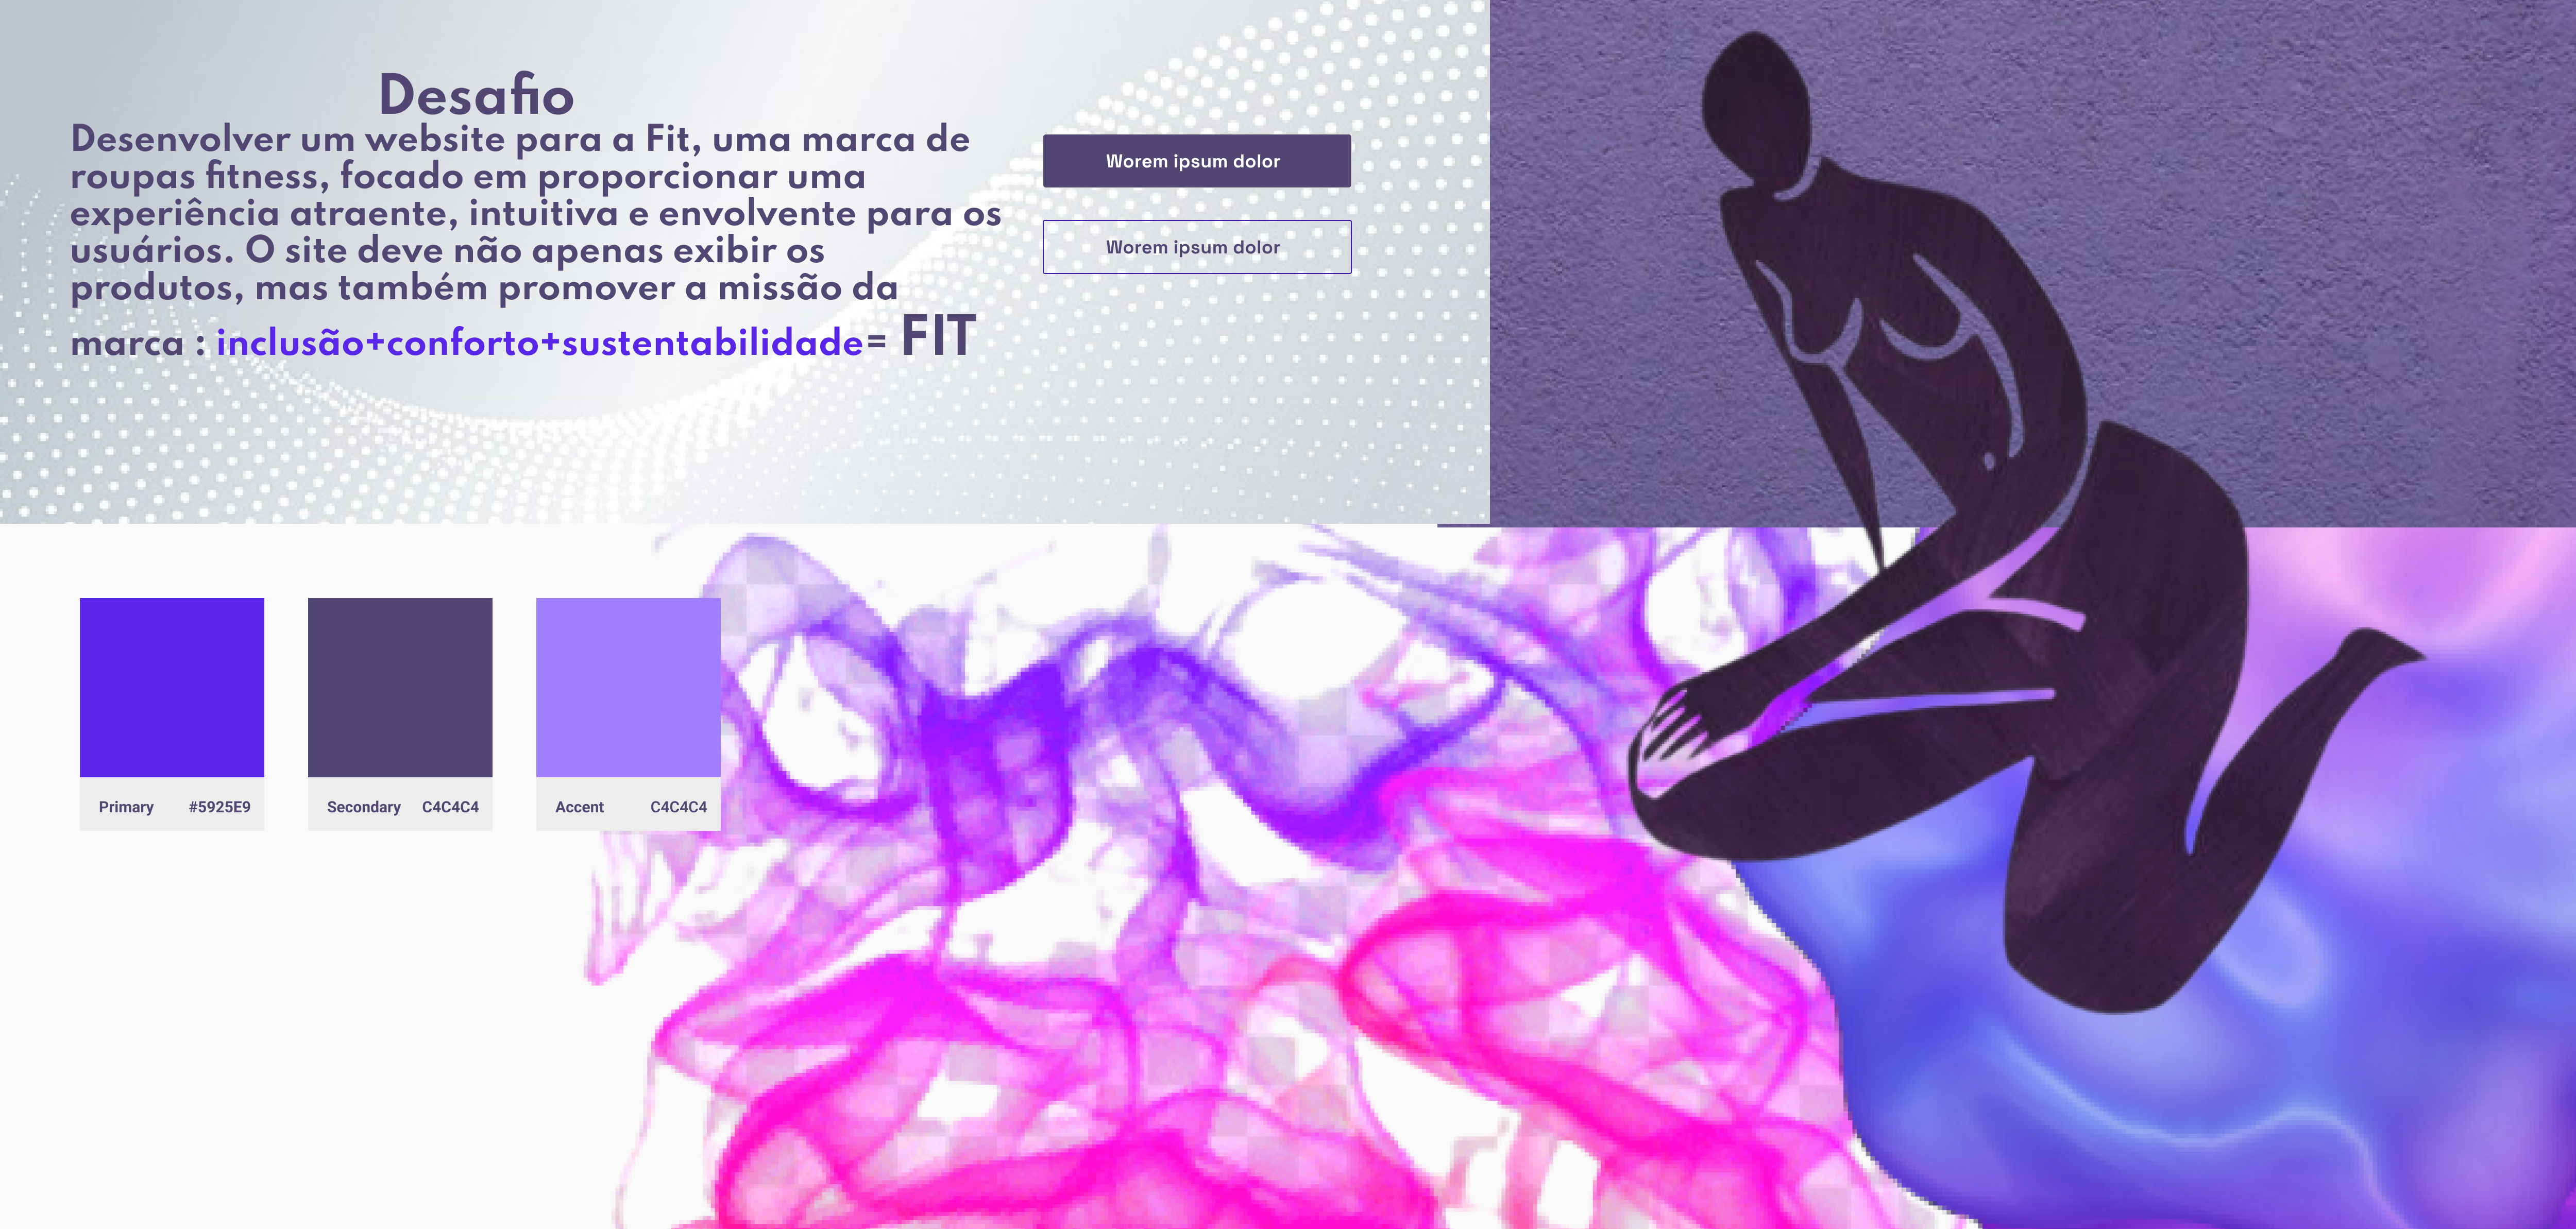 Desafio
Desenvolver um website para a Fit, uma marca de
roupas fitness, focado em proporcionar uma
experiência atraente, intuitiva e envolvente para os
usuários. O site deve não apenas exibir os
produtos, mas também promover a missão da
marca : inclusão+conforto+sustentabilidade= FIT
Worem ipsum dolor
Worem ipsum dolor
Primary #5925E9
Secondary C4C4C4
Accent C4C4C4